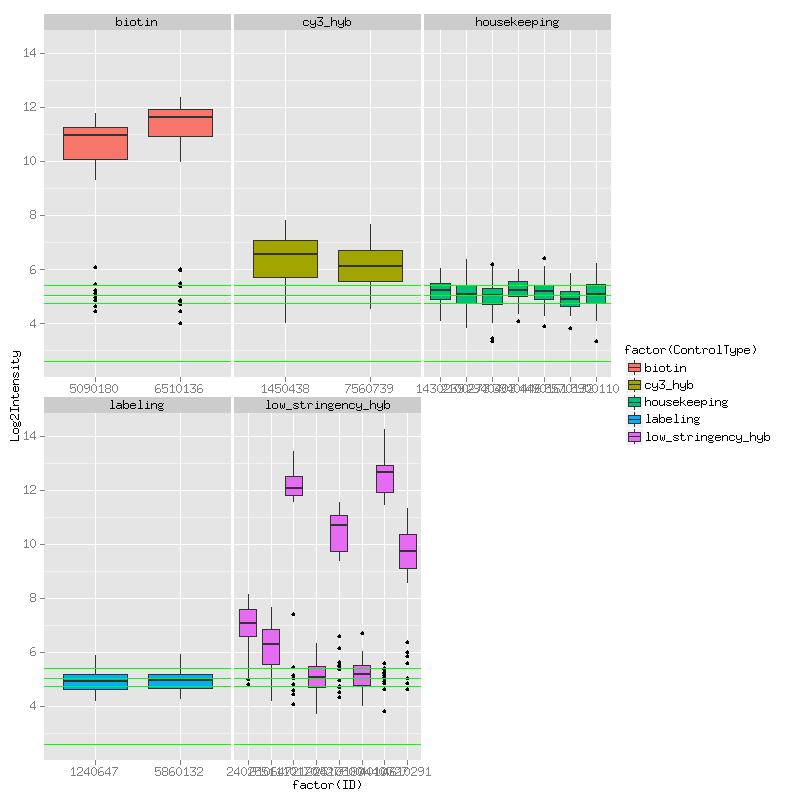 biotin
cy3_hyb
housekeeping
14
12
10
8
6
4
5090180
6510136
1450438
7560739
labeling
low_stringency_hyb
14
12
10
8
6
4
1240647
5860132
Log2Intensity
factor(ID)
factor(ControlType)
biotin
cy3_hyb
housekeeping
labeling
low_stringency_hyb